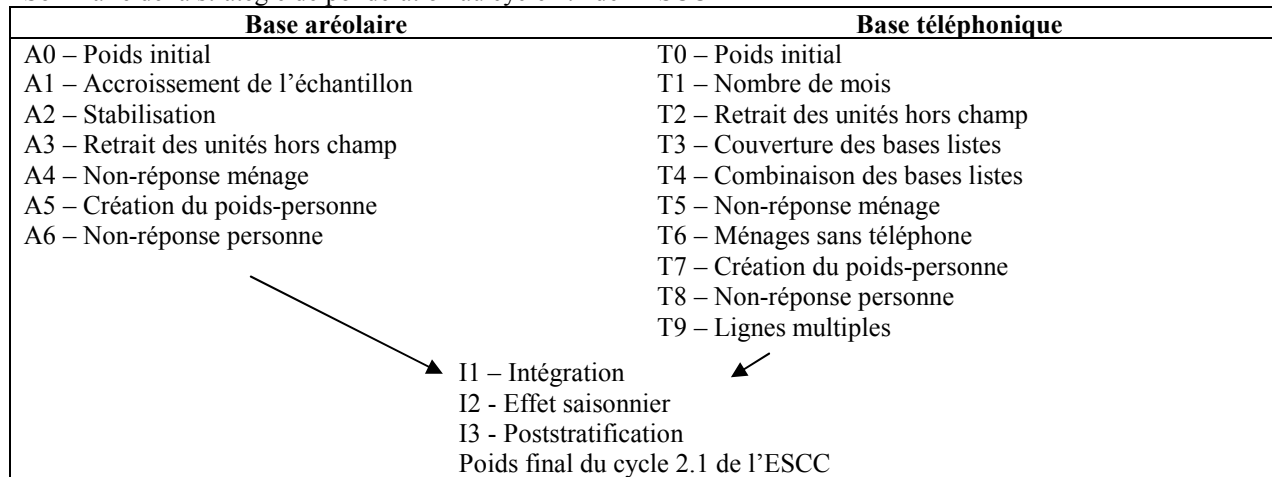 Base aréolaire
Base téléphonique
A0 – Poids initial
A1 – Accroissement de l'échantillon
A2 – Stabilisation
A3 – Retrait des unités hors champ
A4 – Non-réponse ménage
A5 – Création du poids-personne
A6 – Non-réponse personne
T0 – Poids initial
T1 – Nombre de mois
T2 – Retrait des unités hors champ
T3 – Couverture des bases listes
T4 – Combinaison des bases listes
T5 – Non-réponse ménage
T6 – Ménages sans téléphone
T7 – Création du poids-personne
T8 – Non-réponse personne
T9 – Lignes multiples
I1 – Intégration
I2 - Effet saisonnier
I3 - Poststratification
Poids final du cycle 2.1 de l'ESCC